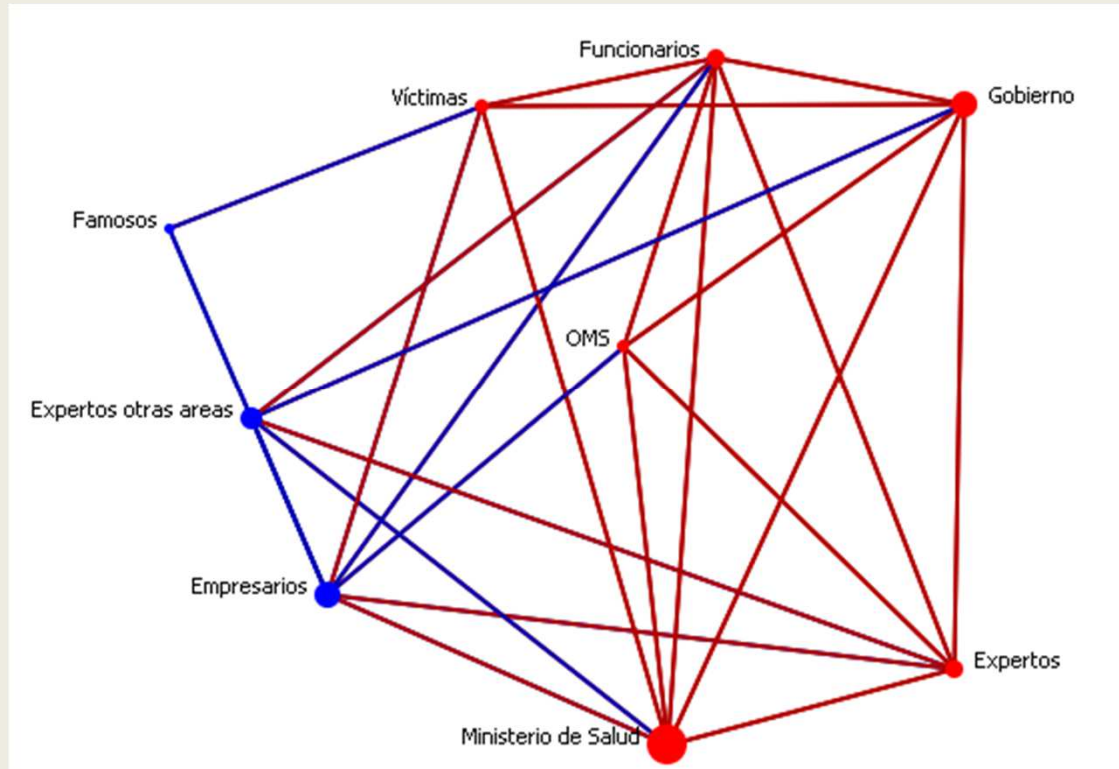 Funcionarios
Víctimas
Gobierno
Famosos
OMS
Expertos otras areas
Empresarios
Expertos
Ministerio de Salud